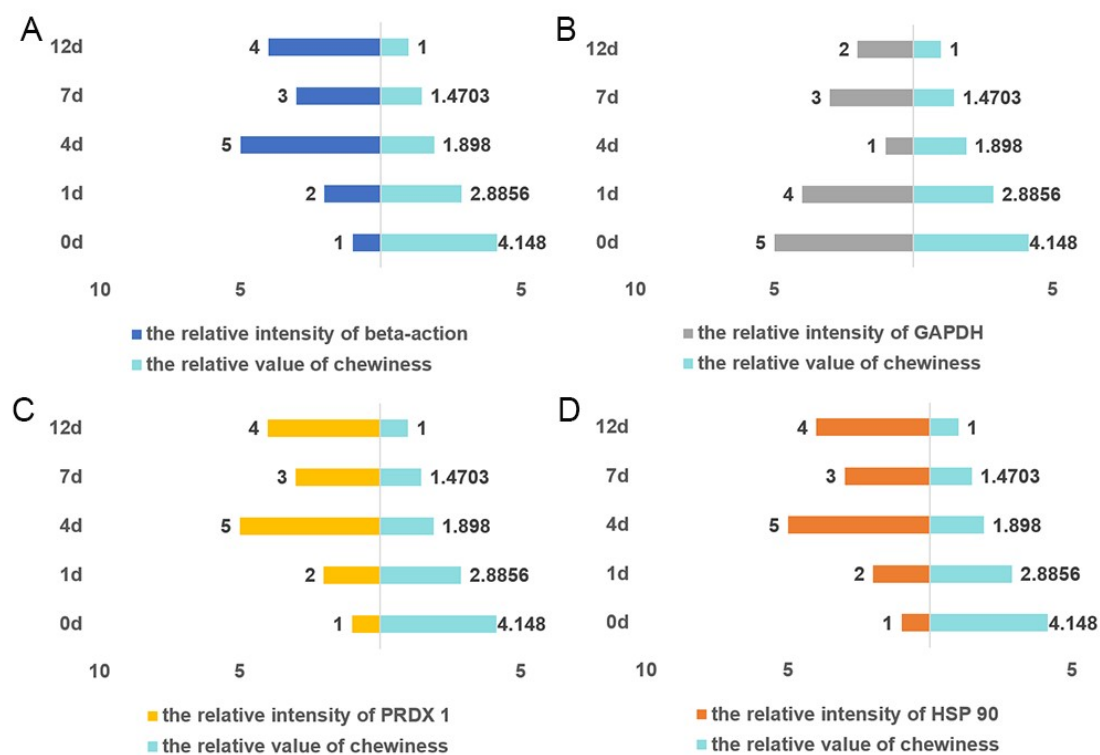 A
12d 4 1
7d 3 1.4703
4d 5 1.898
1d 2 2.8856
0d 1 4.148
10 5 5
the relative intensity of beta-action
the relative value of chewiness
B
12d 2 1
7d 3 1.4703
4d 1 1.898
1d 4 2.8856
0d 5 4.148
10 5 5
the relative intensity of GAPDH
the relative value of chewiness
C
12d 4 1
7d 3 1.4703
4d 5 1.898
1d 2 2.8856
0d 1 4.148
10 5 5
the relative intensity of PRDX 1
the relative value of chewiness
D
12d 4 1
7d 3 1.4703
4d 5 1.898
1d 2 2.8856
0d 1 4.148
10 5 5
the relative intensity of HSP 90
the relative value of chewiness